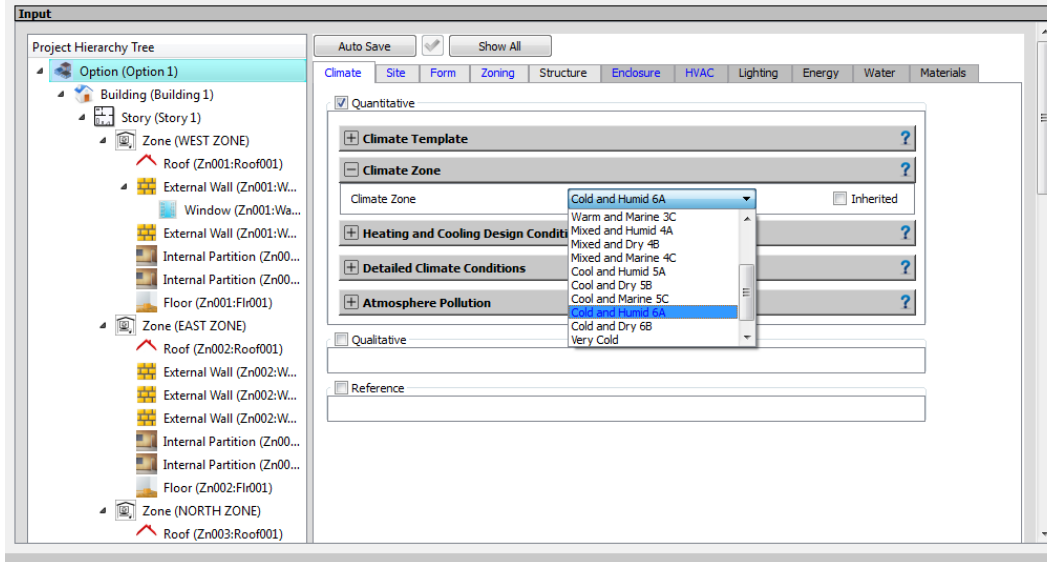 Input
Project Hierarchy Tree
Option (Option 1)
Building (Building 1)
Story (Story 1)
Zone (WEST ZONE)
Roof (Zn001:Roof001)
External Wall (Zn001:W...
Window (Zn001:Wa...
External Wall (Zn001:W...
Internal Partition (Zn00...
Internal Partition (Zn00...
Floor (Zn001:Flr001)
Zone (EAST ZONE)
Roof (Zn002:Roof001)
External Wall (Zn002:W...
External Wall (Zn002:W...
External Wall (Zn002:W...
Internal Partition (Zn00...
Internal Partition (Zn00...
Floor (Zn002:Flr001)
Zone (NORTH ZONE)
Roof (Zn003:Roof001)
Auto Save Show All
Climate Site Form Zoning Structure Enclosure HVAC Lighting Energy Water Materials
Quantitative
Climate Template ?
Climate Zone ?
Climate Zone Cold and Humid 6A Inherited
Warm and Marine 3C
Mixed and Humid 4A
Mixed and Dry 4B
Mixed and Marine 4C
Cool and Humid 5A
Cool and Dry 5B
Cool and Marine 5C
Cold and Humid 6A
Cold and Dry 6B
Very Cold
Heating and Cooling Design Conditi ?
Detailed Climate Conditions ?
Atmosphere Pollution ?
Qualitative
Reference